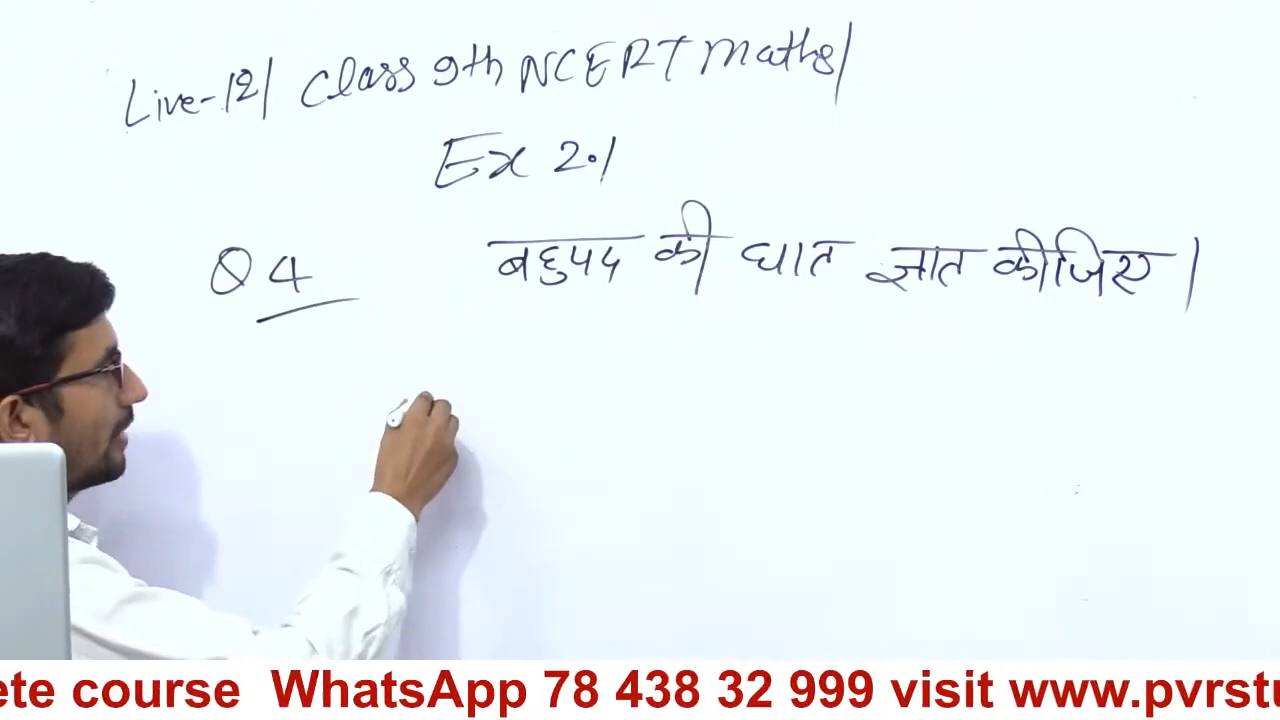 Live-12/ Class 9th NCERT Maths/
Ex 2.1
Q 4 बहुपद की घात ज्ञात कीजिए।
ete course WhatsApp 78 438 32 999 visit www.pvrstu